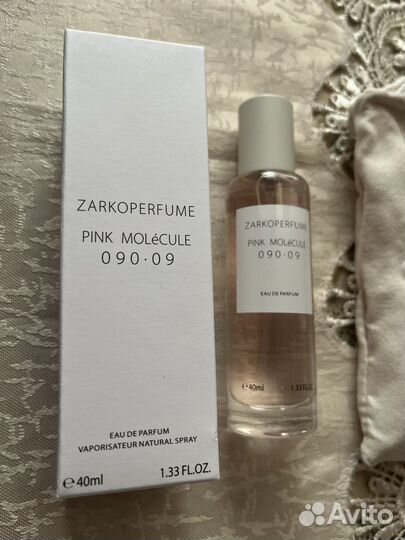 ZARKOPERFUME
PINK MOLéCULE
090·09
EAU DE PARFUM
VAPORISATEUR NATURAL SPRAY
℮40ml
1.33 FL.OZ.
ZARKOPERFUME
PINK MOLéCULE
090·09
EAU DE PARFUM
℮40ml
1.33 FL.OZ.
Avito